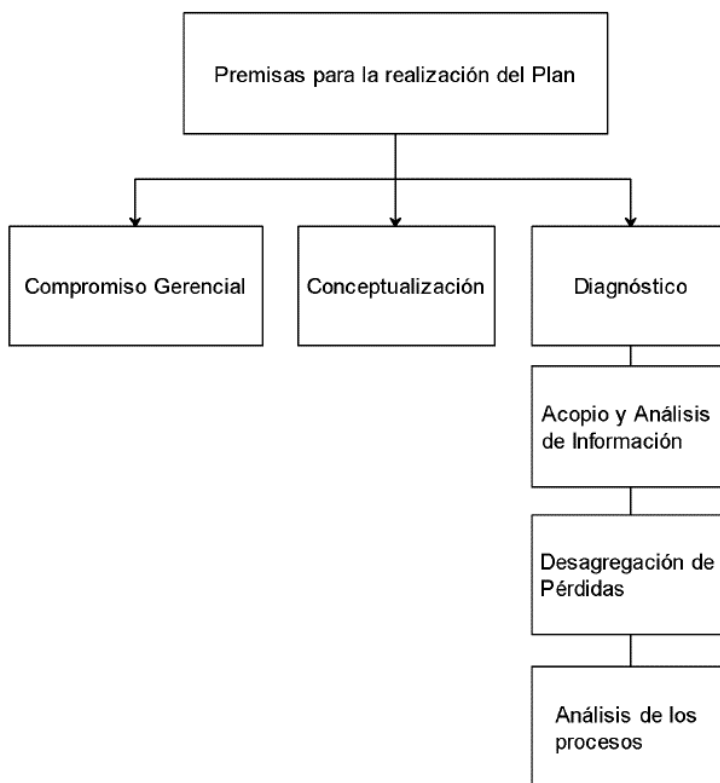 Premisas para la realización del Plan
Compromiso Gerencial
Conceptualización
Diagnóstico
Acopio y Análisis
de Información
Desagregación de
Pérdidas
Análisis de los
procesos